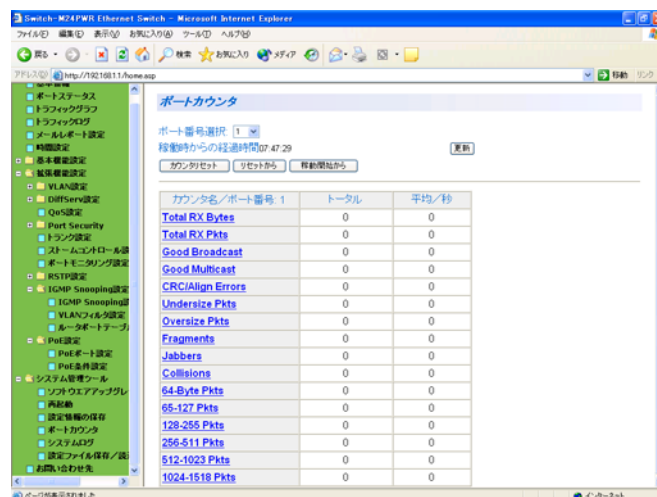 Switch-M24PWR Ethernet Switch - Microsoft Internet Explorer
ファイル(F) 編集(E) 表示(V) お気に入り(A) ツール(T) ヘルプ(H)
戻る 検索 お気に入り メディア
アドレス(D) http://192.168.1.1/home.asp 移動 リンク
基本情報
ポートステータス
トラフィックグラフ
トラフィックログ
メールレポート設定
時間設定
基本機能設定
拡張機能設定
VLAN設定
DiffServ設定
QoS設定
Port Security
トランク設定
ストームコントロール設
ポートモニタリング設定
RSTP設定
IGMP Snooping設定
IGMP Snooping設
VLANフィルタ設定
ルータポートテーブ
PoE設定
PoEポート設定
PoE条件設定
システム管理ツール
ソフトウエアアップグレ
再起動
設定情報の保存
ポートカウンタ
システムログ
設定ファイル保存/読
お問い合わせ先
ポートカウンタ
ポート番号選択: 1
稼働時からの経過時間07:47:29 更新
カウンタリセット リセットから 稼動開始から
カウンタ名/ポート番号: 1 トータル 平均/秒
Total RX Bytes 0 0
Total RX Pkts 0 0
Good Broadcast 0 0
Good Multicast 0 0
CRC/Align Errors 0 0
Undersize Pkts 0 0
Oversize Pkts 0 0
Fragments 0 0
Jabbers 0 0
Collisions 0 0
64-Byte Pkts 0 0
65-127 Pkts 0 0
128-255 Pkts 0 0
256-511 Pkts 0 0
512-1023 Pkts 0 0
1024-1518 Pkts 0 0
ページが表示されました インターネット